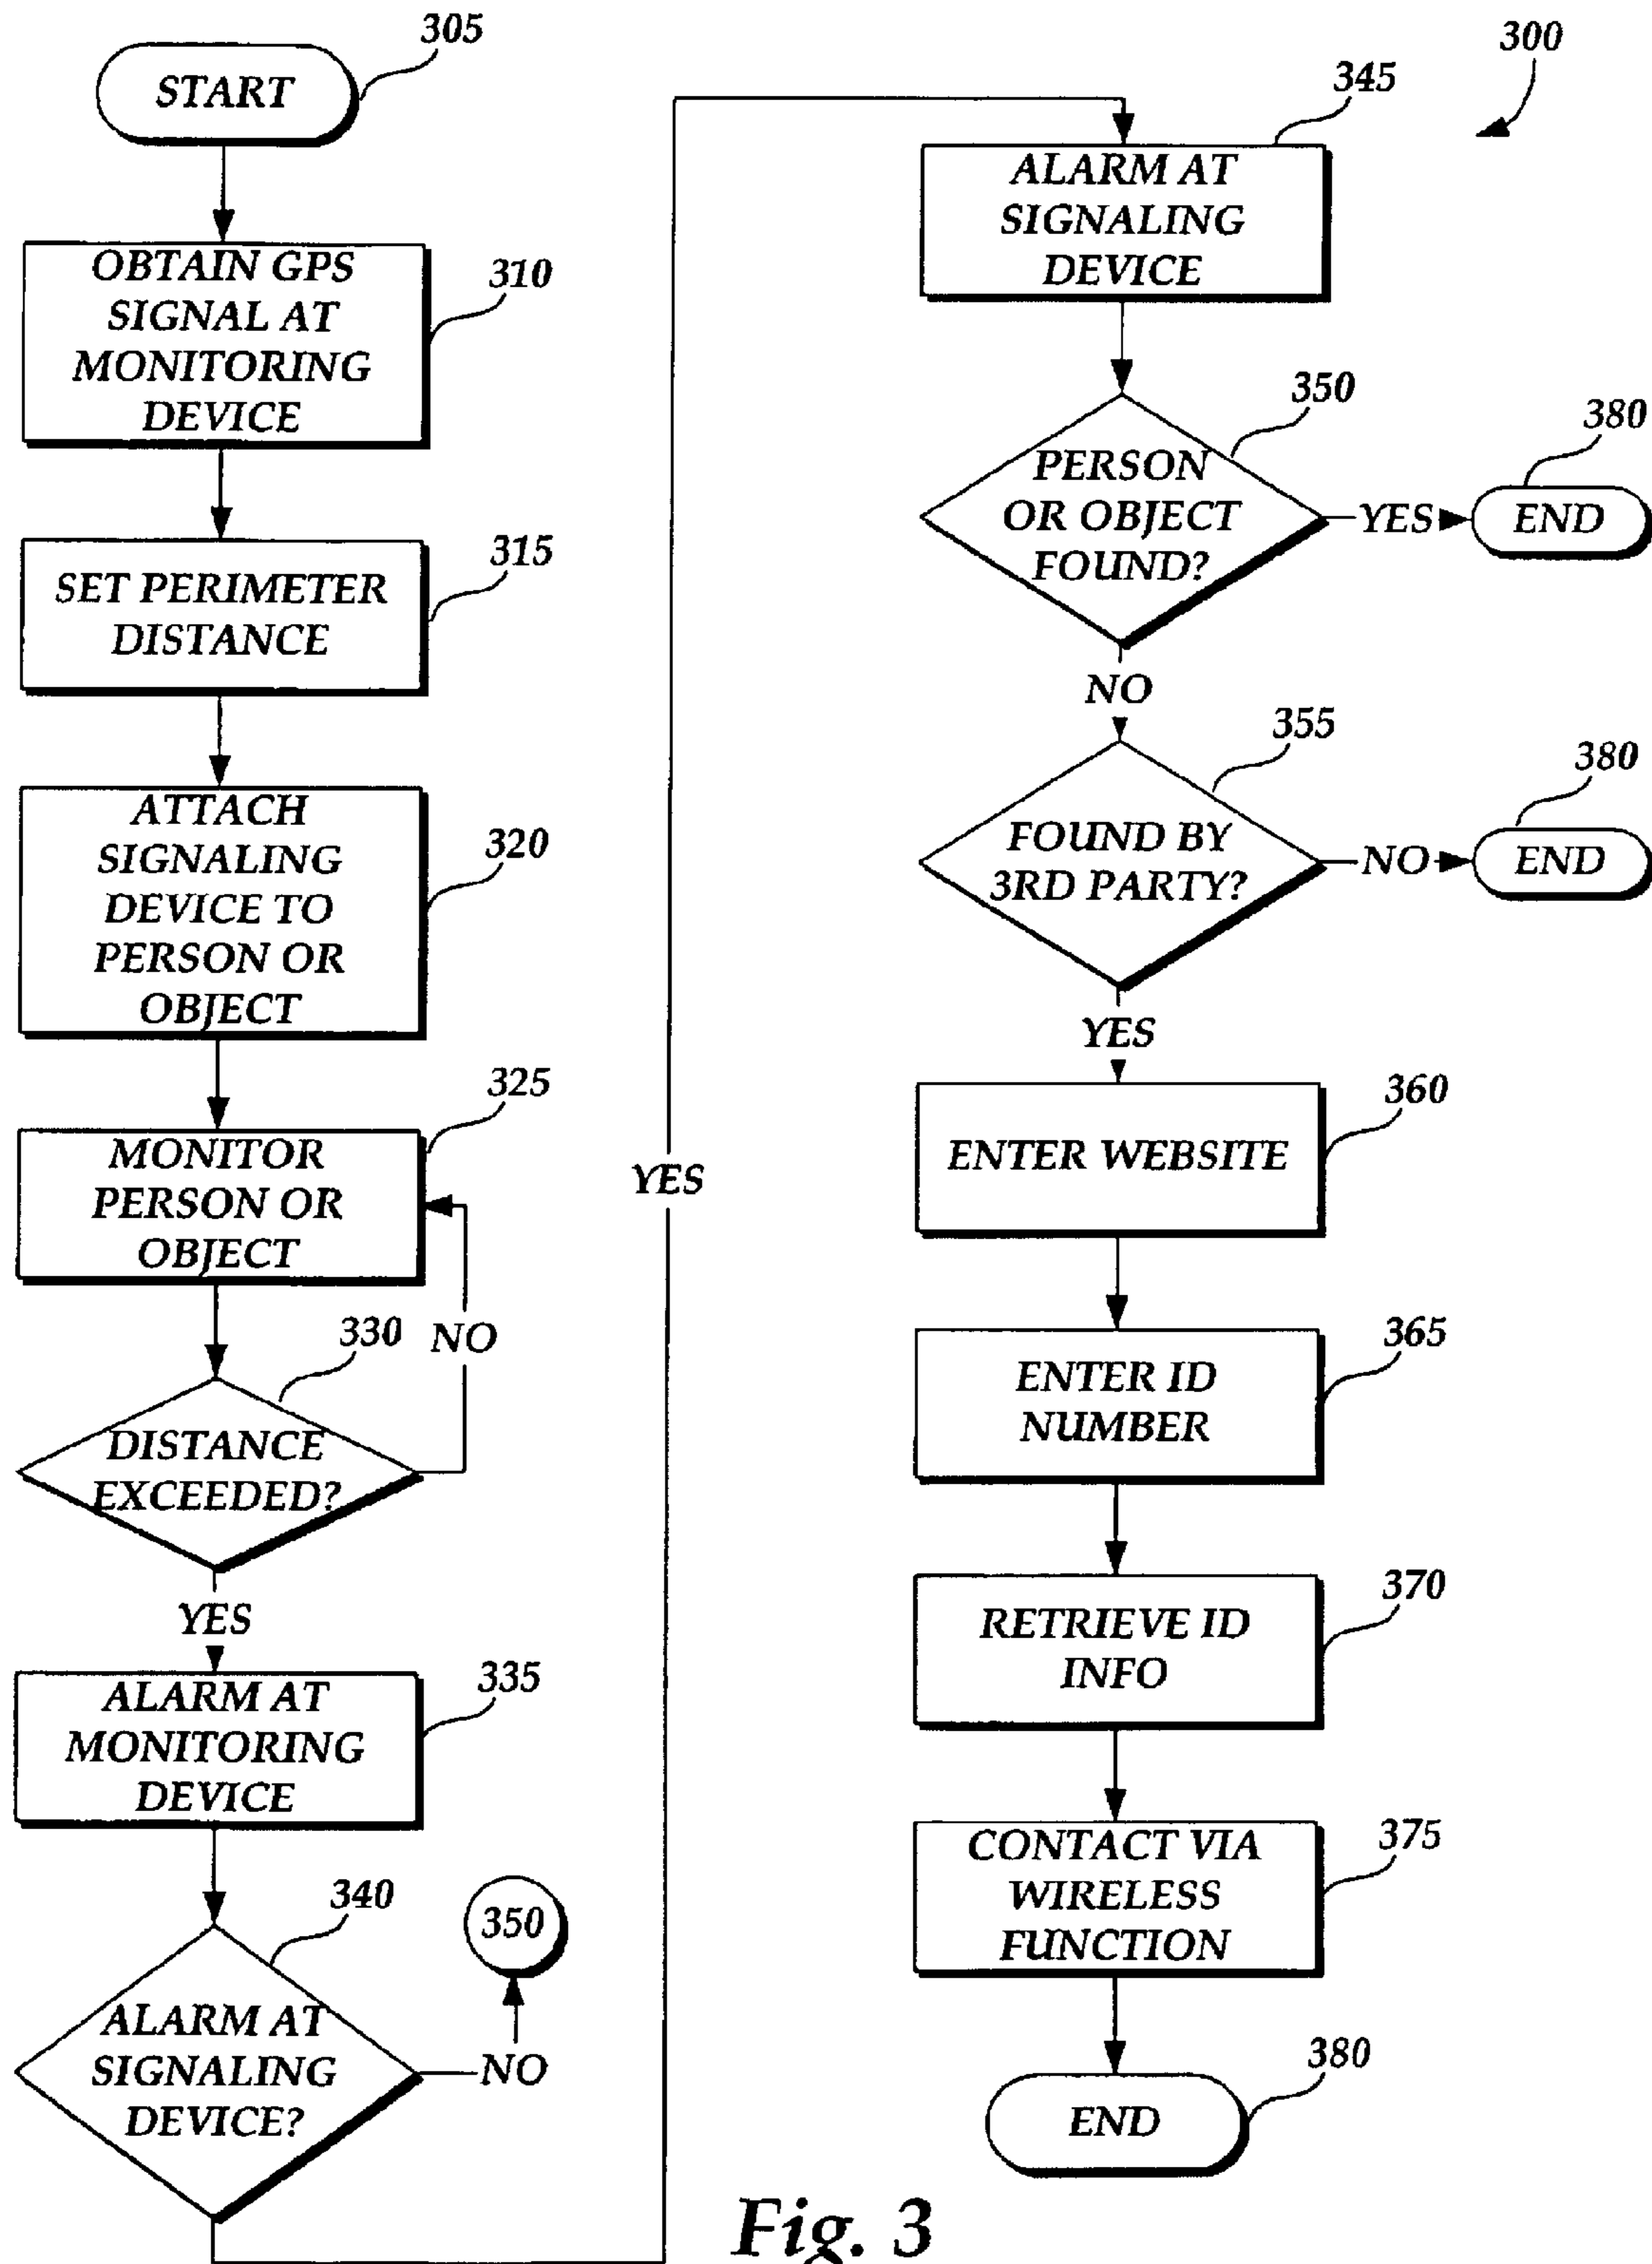 305
START
OBTAIN GPS
SIGNAL AT
MONITORING
DEVICE
310
SET PERIMETER
DISTANCE
315
ATTACH
SIGNALING
DEVICE TO
PERSON OR
OBJECT
320
MONITOR
PERSON OR
OBJECT
325
330
NO
DISTANCE
EXCEEDED?
YES
ALARM AT
MONITORING
DEVICE
335
340
350
ALARM AT
SIGNALING
DEVICE?
NO
YES
300
345
ALARM AT
SIGNALING
DEVICE
350
PERSON
OR OBJECT
FOUND?
YES
380
END
NO
355
FOUND BY
3RD PARTY?
NO
380
END
YES
360
ENTER WEBSITE
365
ENTER ID
NUMBER
370
RETRIEVE ID
INFO
375
CONTACT VIA
WIRELESS
FUNCTION
380
END
Fig. 3